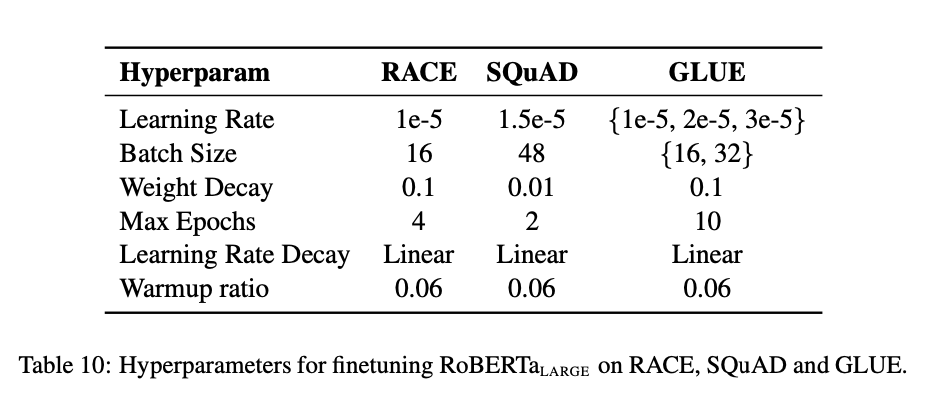 Hyperparam RACE SQuAD GLUE
Learning Rate 1e-5 1.5e-5 {1e-5, 2e-5, 3e-5}
Batch Size 16 48 {16, 32}
Weight Decay 0.1 0.01 0.1
Max Epochs 4 2 10
Learning Rate Decay Linear Linear Linear
Warmup ratio 0.06 0.06 0.06
Table 10: Hyperparameters for finetuning RoBERTaLARGE on RACE, SQuAD and GLUE.